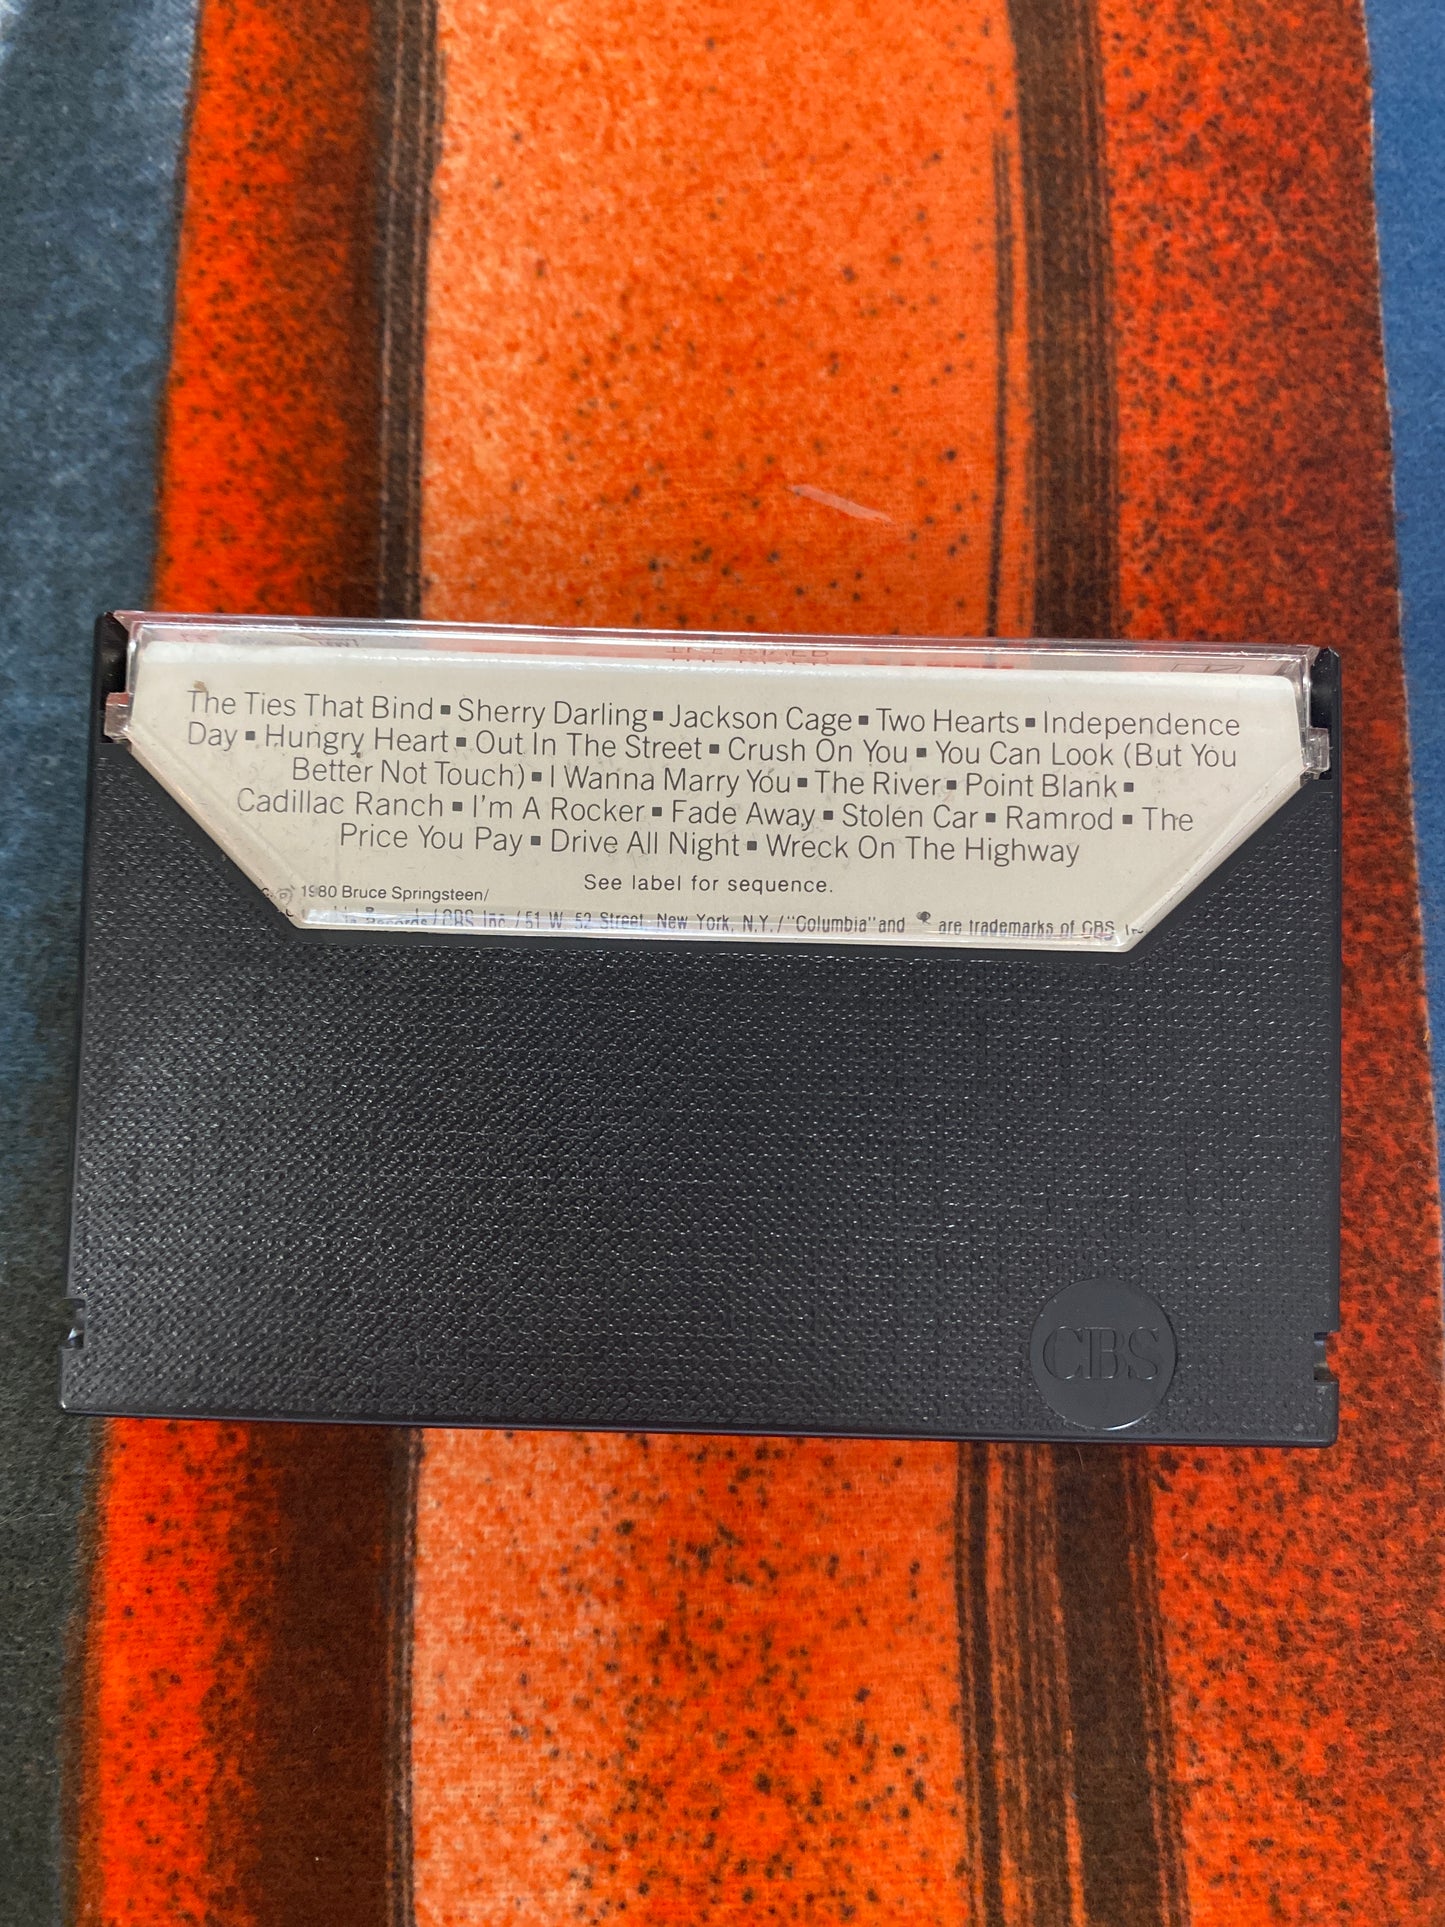 The Ties That Bind ▪ Sherry Darling ▪ Jackson Cage ▪ Two Hearts ▪ Independence
Day ▪ Hungry Heart ▪ Out In The Street ▪ Crush On You ▪ You Can Look (But You
Better Not Touch) ▪ I Wanna Marry You ▪ The River ▪ Point Blank ▪
Cadillac Ranch ▪ I'm A Rocker ▪ Fade Away ▪ Stolen Car ▪ Ramrod ▪ The
Price You Pay ▪ Drive All Night ▪ Wreck On The Highway
See label for sequence.
℗ 1980 Bruce Springsteen/
Records/CBS Inc./51 W. 52 Street, New York, N.Y./"Columbia" and are trademarks of CBS
CBS